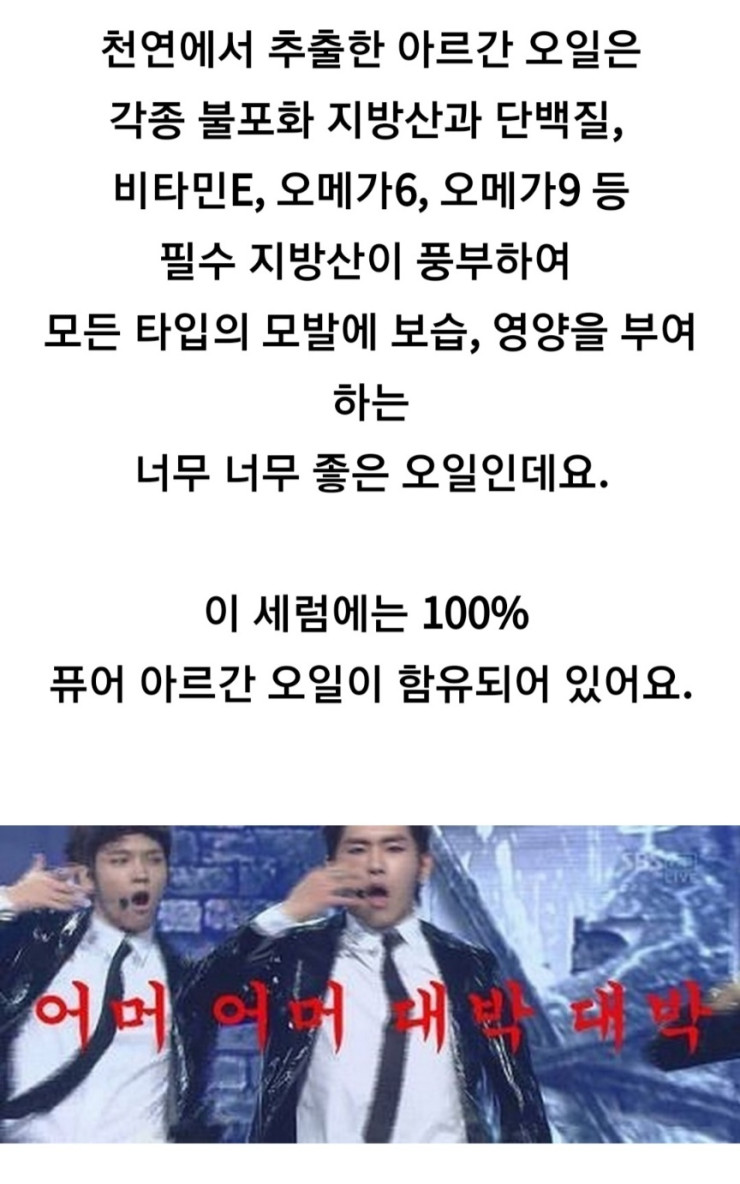 천연에서 추출한 아르간 오일은
각종 불포화 지방산과 단백질,
비타민E, 오메가6, 오메가9 등
필수 지방산이 풍부하여
모든 타입의 모발에 보습, 영양을 부여
하는
너무 너무 좋은 오일인데요.
이 세럼에는 100%
퓨어 아르간 오일이 함유되어 있어요.
SBS
LIVE
어머 어머 대박 대박